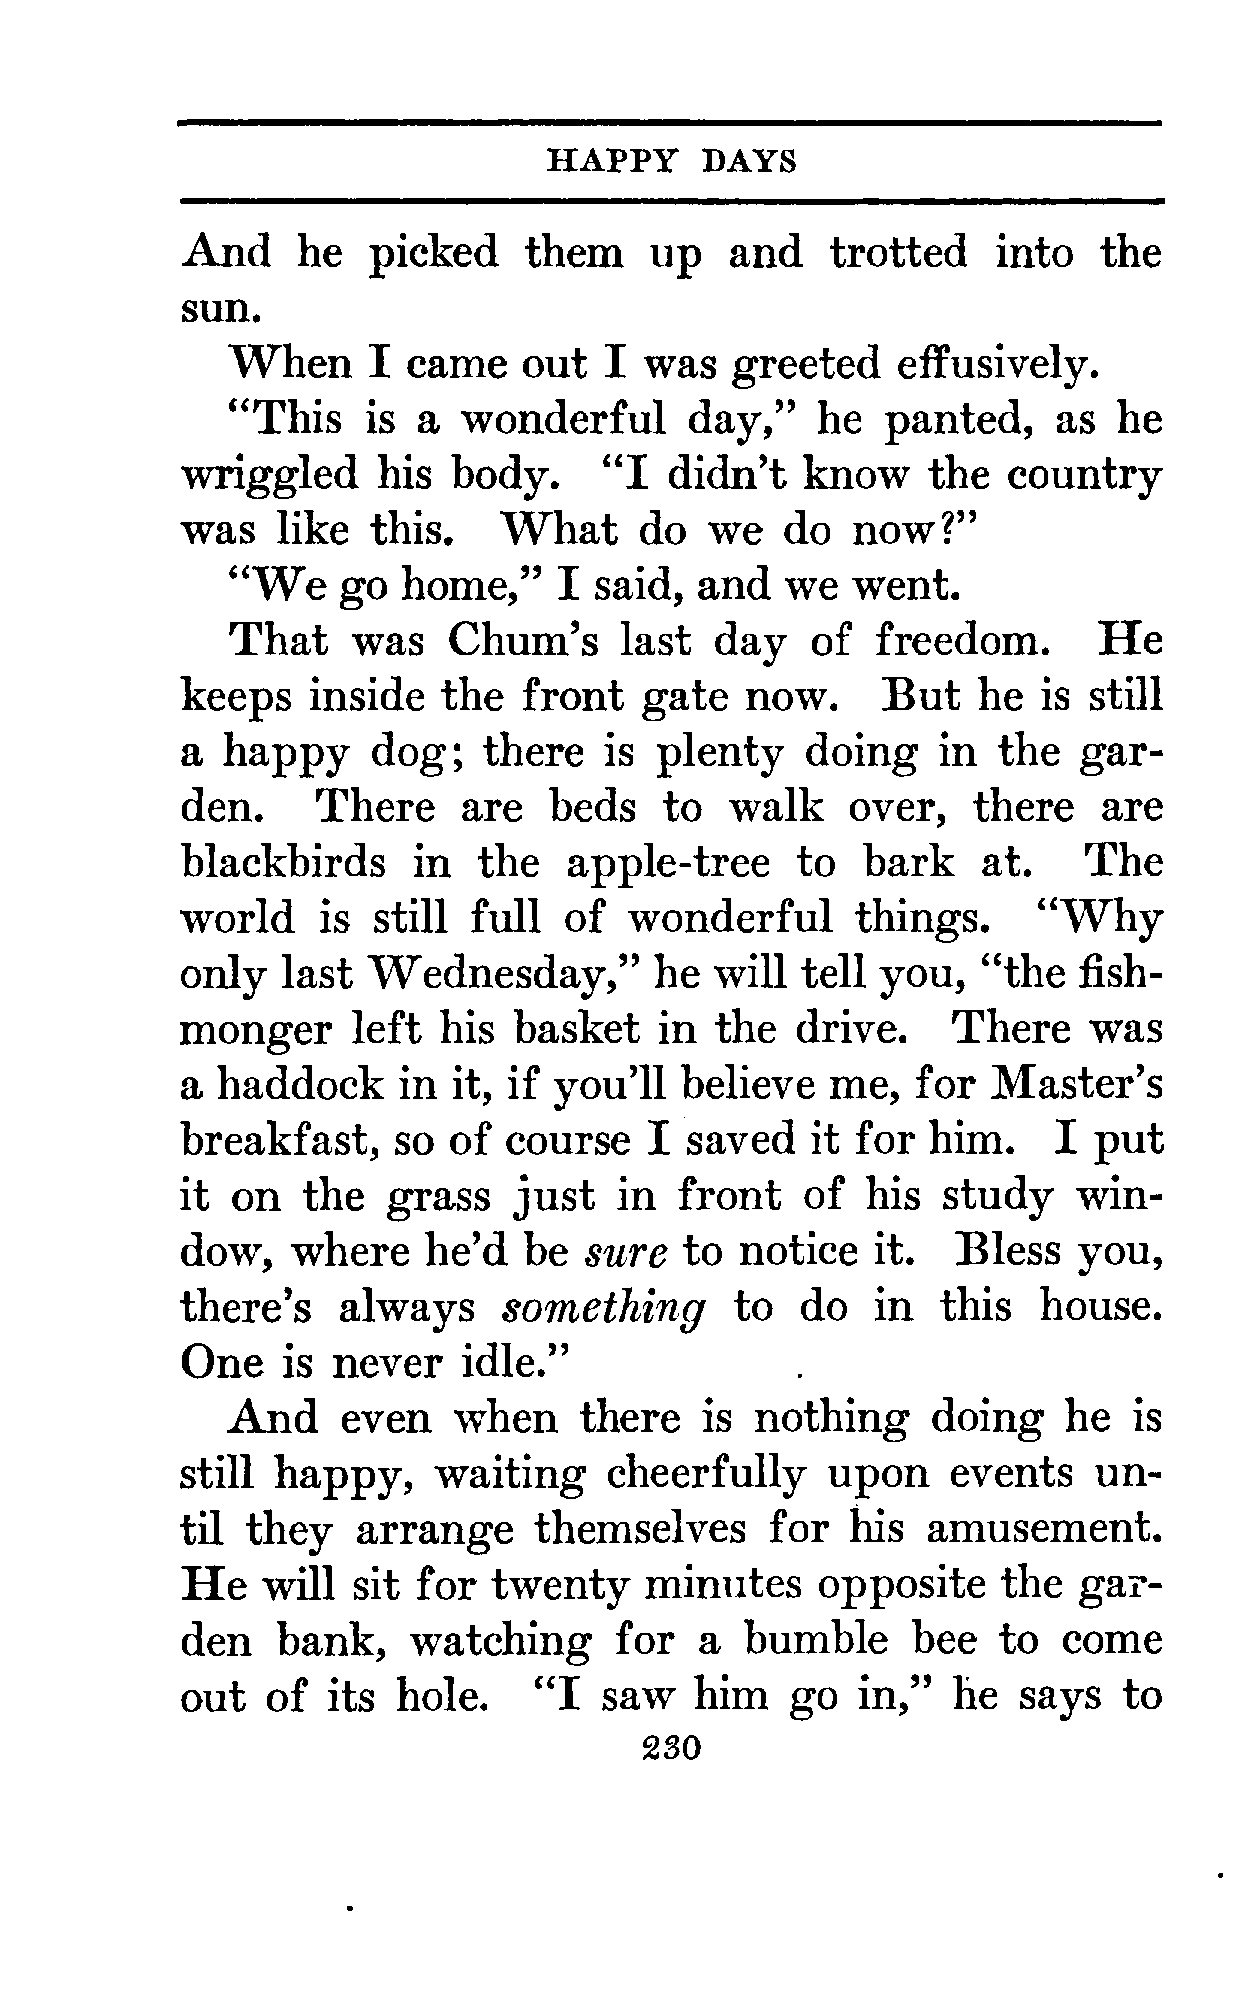 HAPPY DAYS
And he picked them up and trotted into the
sun.
When I came out I was greeted effusively.
“This is a wonderful day,” he panted, as he
wriggled his body. “I didn’t know the country
was like this. What do we do now?”
“We go home,” I said, and we went.
That was Chum’s last day of freedom. He
keeps inside the front gate now. But he is still
a happy dog; there is plenty doing in the gar-
den. There are beds to walk over, there are
blackbirds in the apple-tree to bark at. The
world is still full of wonderful things. “Why
only last Wednesday,” he will tell you, “the fish-
monger left his basket in the drive. There was
a haddock in it, if you’ll believe me, for Master’s
breakfast, so of course I saved it for him. I put
it on the grass just in front of his study win-
dow, where he’d be sure to notice it. Bless you,
there’s always something to do in this house.
One is never idle.”
And even when there is nothing doing he is
still happy, waiting cheerfully upon events un-
til they arrange themselves for his amusement.
He will sit for twenty minutes opposite the gar-
den bank, watching for a bumble bee to come
out of its hole. “I saw him go in,” he says to
230